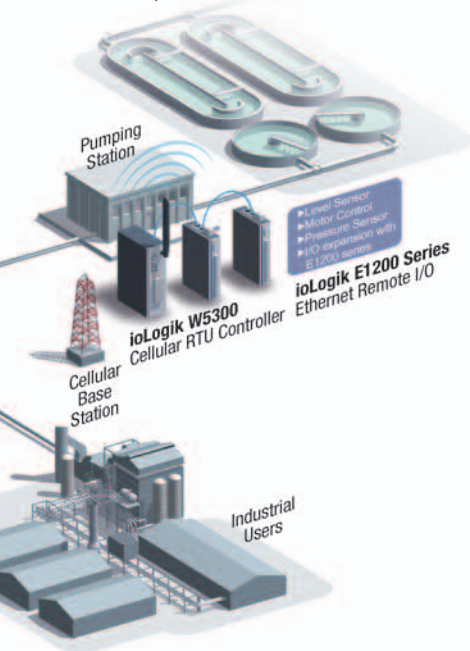 Pumping
Station
▶Level Sensor
▶Motor Control
▶Pressure Sensor
▶I/O expansion with
E1200 series
ioLogik E1200 Series
Ethernet Remote I/O
ioLogik W5300
Cellular RTU Controller
Cellular
Base
Station
Industrial
Users